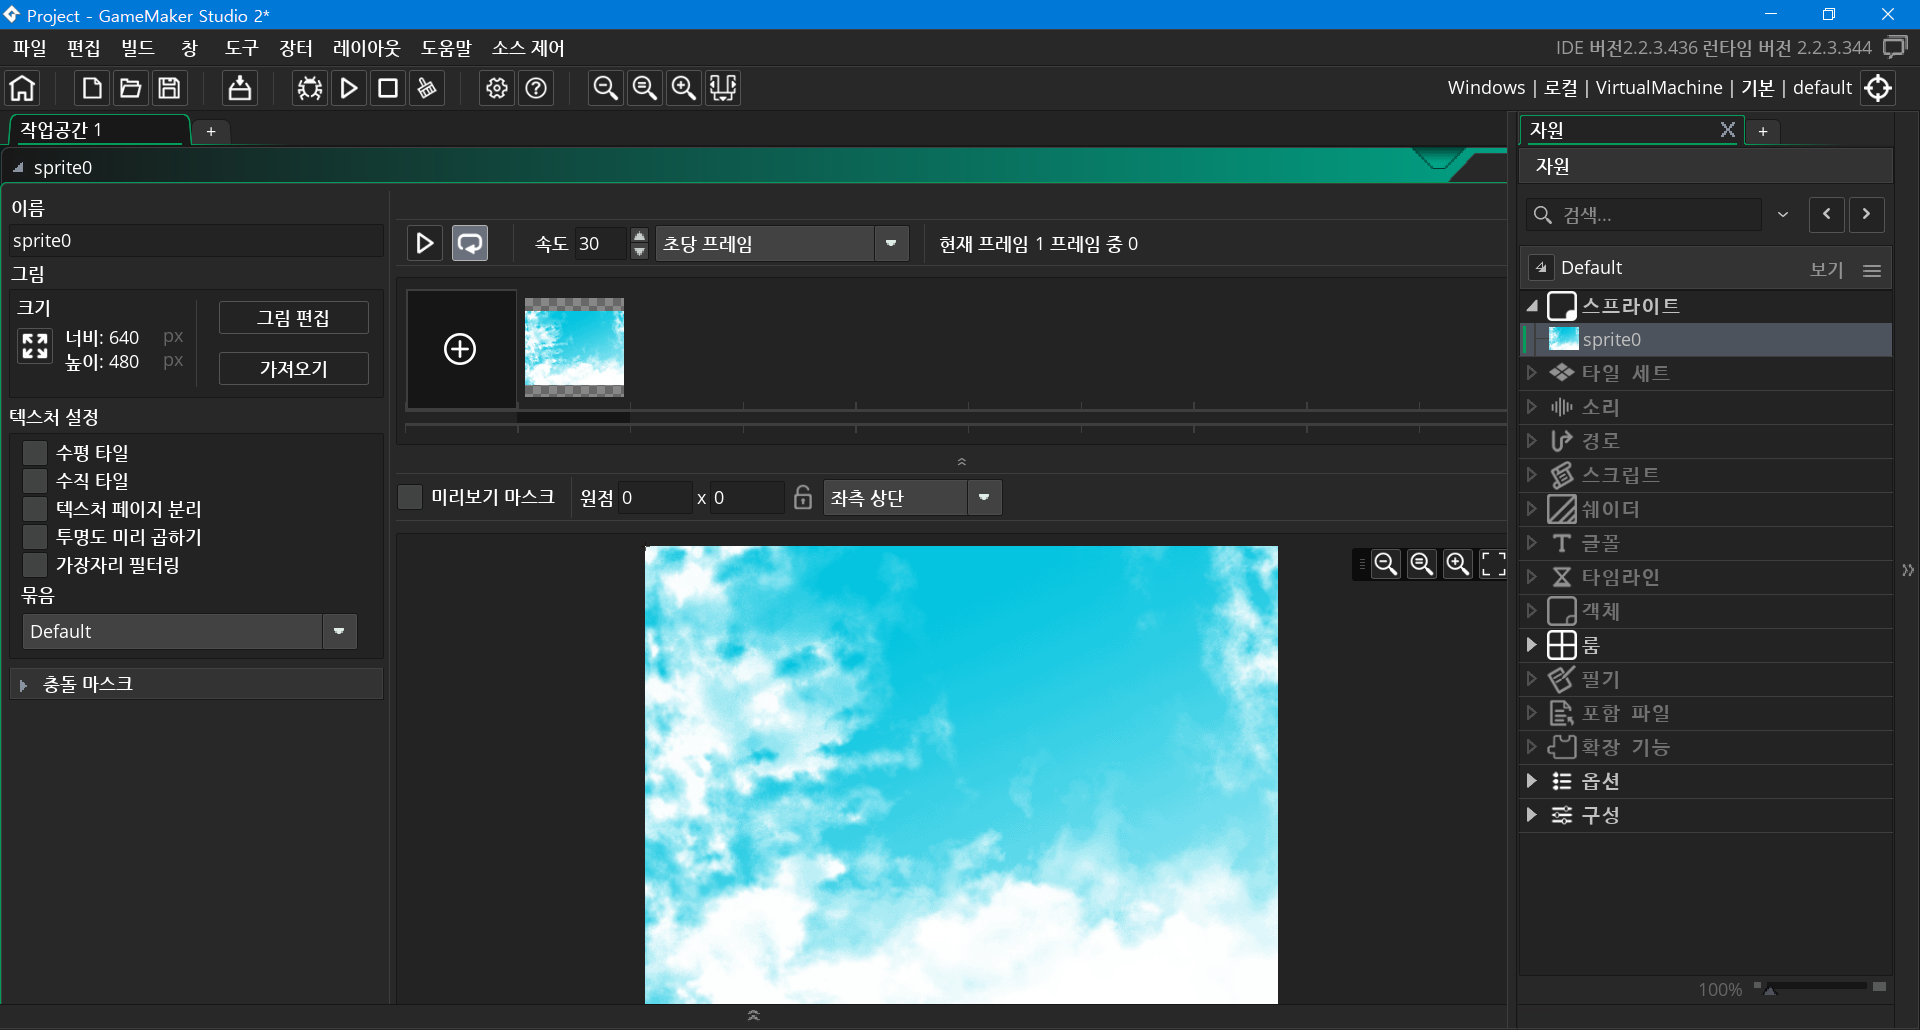 Project - GameMaker Studio 2*
파일 편집 빌드 창 도구 장터 레이아웃 도움말 소스 제어
IDE 버전2.2.3.436 런타임 버전 2.2.3.344
Windows | 로컬 | VirtualMachine | 기본 | default
작업공간 1
+
sprite0
이름
sprite0
그림
크기
너비: 640 px
높이: 480 px
그림 편집
가져오기
텍스처 설정
수평 타일
수직 타일
텍스처 페이지 분리
투명도 미리 곱하기
가장자리 필터링
묶음
Default
충돌 마스크
속도 30
초당 프레임
현재 프레임 1 프레임 중 0
미리보기 마스크
원점 0 x 0
좌측 상단
자원 X
+
자원
검색...
Default
보기
스프라이트
sprite0
타일 세트
소리
경로
스크립트
쉐이더
글꼴
타임라인
객체
룸
필기
포함 파일
확장 기능
옵션
구성
100%